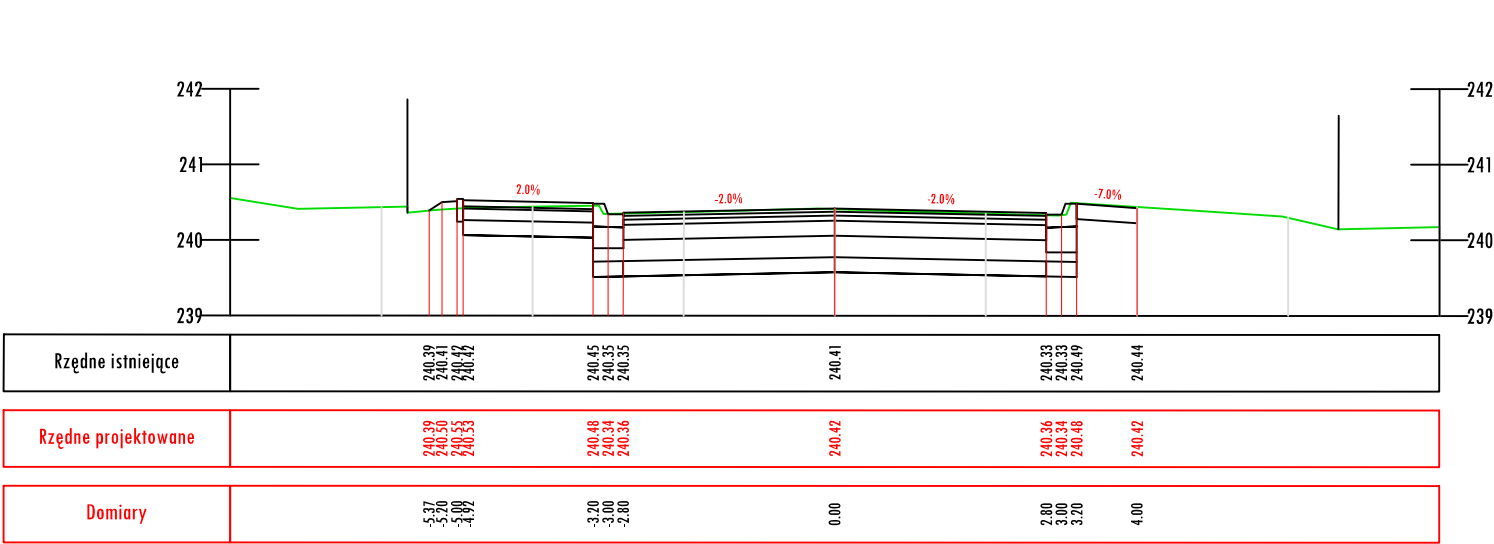 242 242
241 241
2.0% -2.0% -2.0% -7.0%
240 240
239 239
Rzędne istniejące 240.39 240.41 240.42 240.42 240.45 240.35 240.35 240.41 240.33 240.33 240.49 240.44
Rzędne projektowane 240.39 240.50 240.55 240.53 240.48 240.34 240.36 240.42 240.36 240.34 240.48 240.42
Domiary -5.37 -5.20 -5.00 -4.92 -3.20 -3.00 -2.80 0.00 2.80 3.00 3.20 4.00